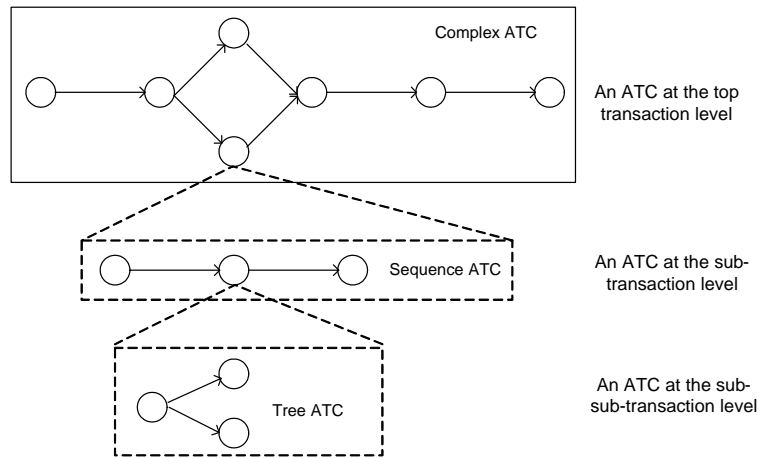 Complex ATC
An ATC at the top
transaction level
Sequence ATC
An ATC at the sub-
transaction level
Tree ATC
An ATC at the sub-
sub-transaction level